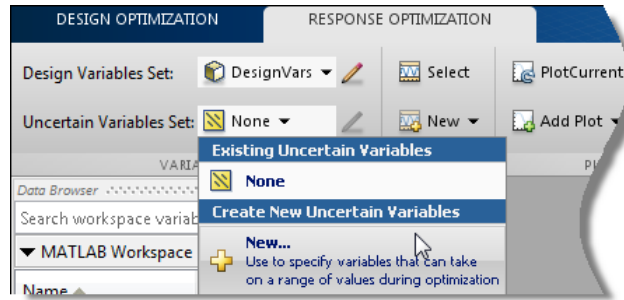 DESIGN OPTIMIZATION RESPONSE OPTIMIZATION
Design Variables Set: DesignVars Select PlotCurrent
Uncertain Variables Set: None New Add Plot
Existing Uncertain Variables
Data Browser None
Search workspace Create New Uncertain Variables
MATLAB Workspace New...
Use to specify variables that can take
Name on a range of values during optimization